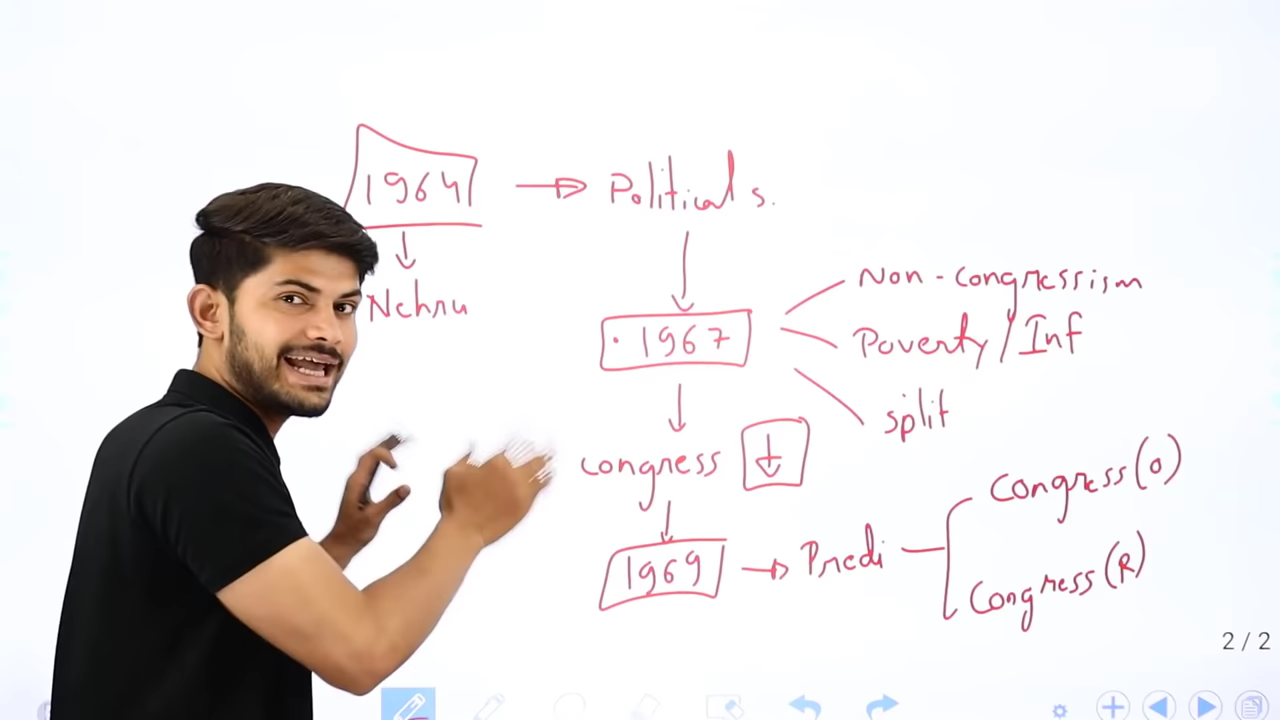 1964 → Political s.
Nehru
Non-congressism
· 1967
Poverty/Inf
split
congress ↓
Congress(O)
1969 → Predi
Congress(R)
2 / 2